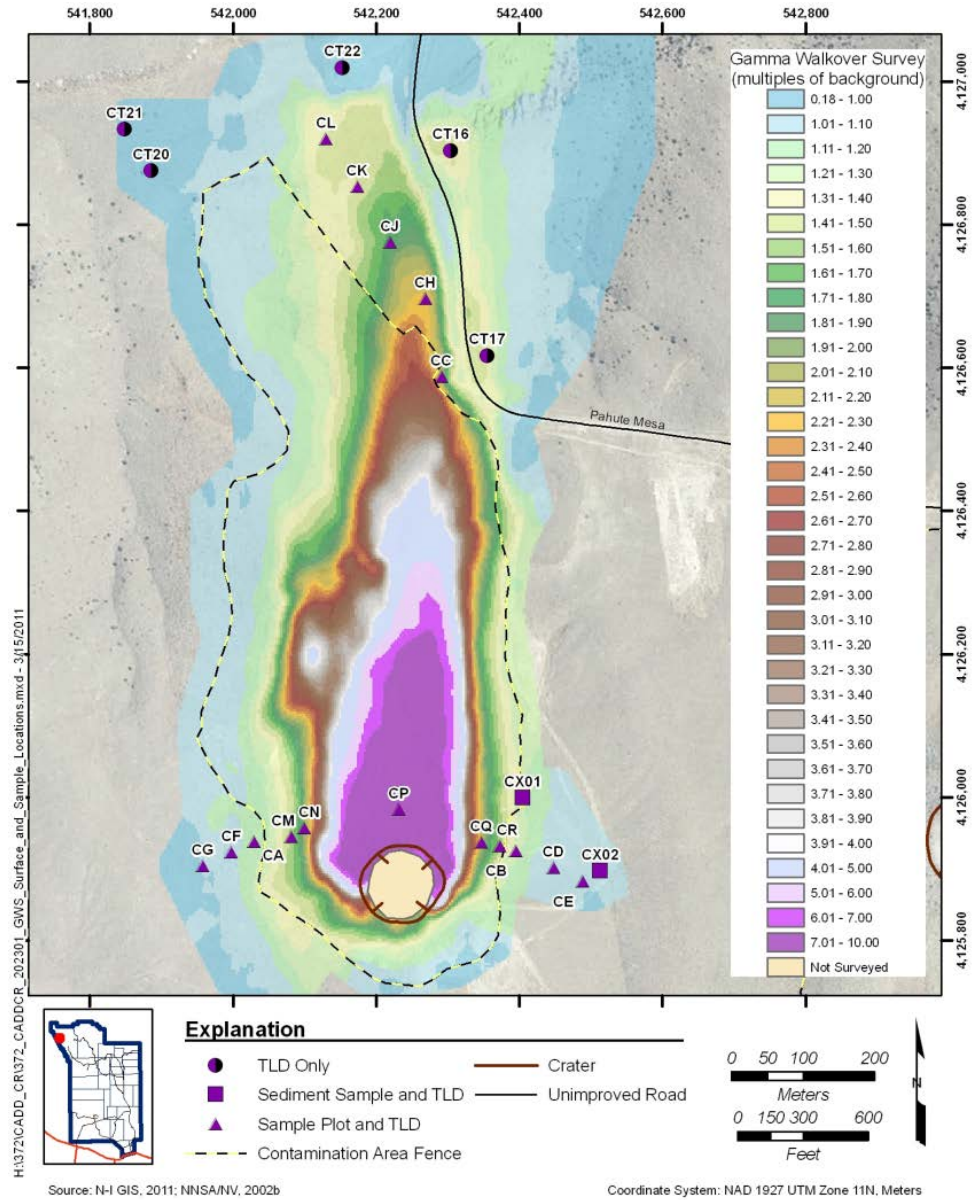 541.800 542.000 542.200 542.400 542.600 542.800
Gamma Walkover Survey
(multiples of background)
0.18 - 1.00
1.01 - 1.10
1.11 - 1.20
1.21 - 1.30
1.31 - 1.40
1.41 - 1.50
1.51 - 1.60
1.61 - 1.70
1.71 - 1.80
1.81 - 1.90
1.91 - 2.00
2.01 - 2.10
2.11 - 2.20
2.21 - 2.30
2.31 - 2.40
2.41 - 2.50
2.51 - 2.60
2.61 - 2.70
2.71 - 2.80
2.81 - 2.90
2.91 - 3.00
3.01 - 3.10
3.11 - 3.20
3.21 - 3.30
3.31 - 3.40
3.41 - 3.50
3.51 - 3.60
3.61 - 3.70
3.71 - 3.80
3.81 - 3.90
3.91 - 4.00
4.01 - 5.00
5.01 - 6.00
6.01 - 7.00
7.01 - 10.00
Not Surveyed
4,127.000
4,126.800
4,126.600
4,126.400
4,126.200
4,126.000
4,125.800
CT22
CT21
CL
CT16
CT20
CK
CJ
CH
CT17
CC
Pahute Mesa
CX01
CP
CN
CM
CQ
CR
CF
CA
CG
CB
CD
CX02
CE
H:\372\CADD_CR\372_CADDCR_202301_GWS_Surface_and_Sample_Locations.mxd - 3/15/2011
Explanation
TLD Only
Sediment Sample and TLD
Sample Plot and TLD
Contamination Area Fence
Crater
Unimproved Road
0 50 100 200
Meters
0 150 300 600
Feet
N
Source: N-I GIS, 2011; NNSA/NV, 2002b
Coordinate System: NAD 1927 UTM Zone 11N, Meters